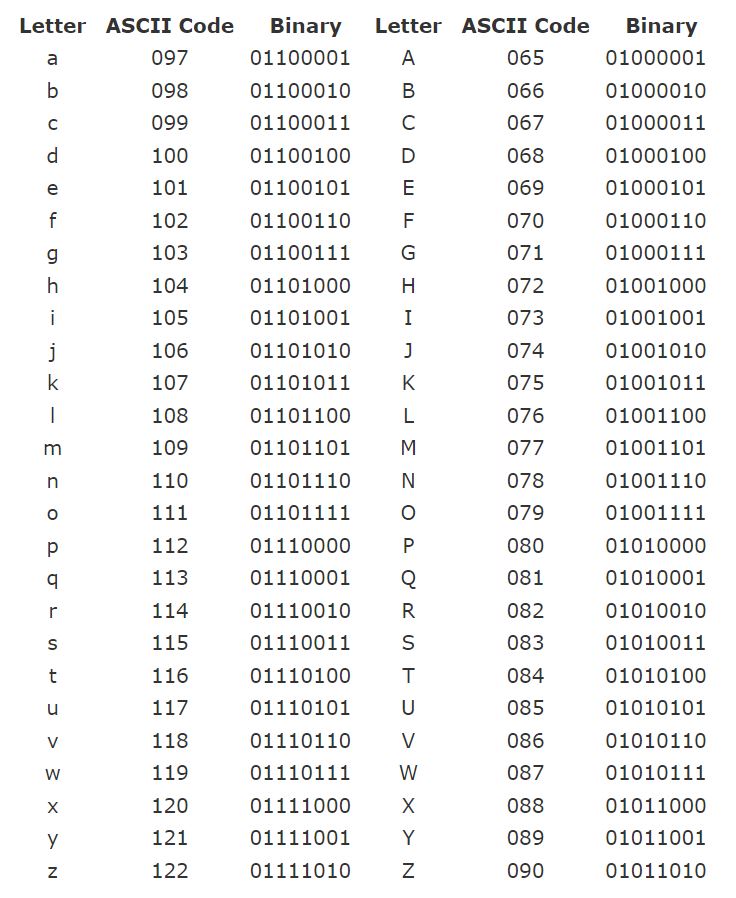 Letter ASCII Code Binary Letter ASCII Code Binary
a 097 01100001 A 065 01000001
b 098 01100010 B 066 01000010
c 099 01100011 C 067 01000011
d 100 01100100 D 068 01000100
e 101 01100101 E 069 01000101
f 102 01100110 F 070 01000110
g 103 01100111 G 071 01000111
h 104 01101000 H 072 01001000
i 105 01101001 I 073 01001001
j 106 01101010 J 074 01001010
k 107 01101011 K 075 01001011
l 108 01101100 L 076 01001100
m 109 01101101 M 077 01001101
n 110 01101110 N 078 01001110
o 111 01101111 O 079 01001111
p 112 01110000 P 080 01010000
q 113 01110001 Q 081 01010001
r 114 01110010 R 082 01010010
s 115 01110011 S 083 01010011
t 116 01110100 T 084 01010100
u 117 01110101 U 085 01010101
v 118 01110110 V 086 01010110
w 119 01110111 W 087 01010111
x 120 01111000 X 088 01011000
y 121 01111001 Y 089 01011001
z 122 01111010 Z 090 01011010